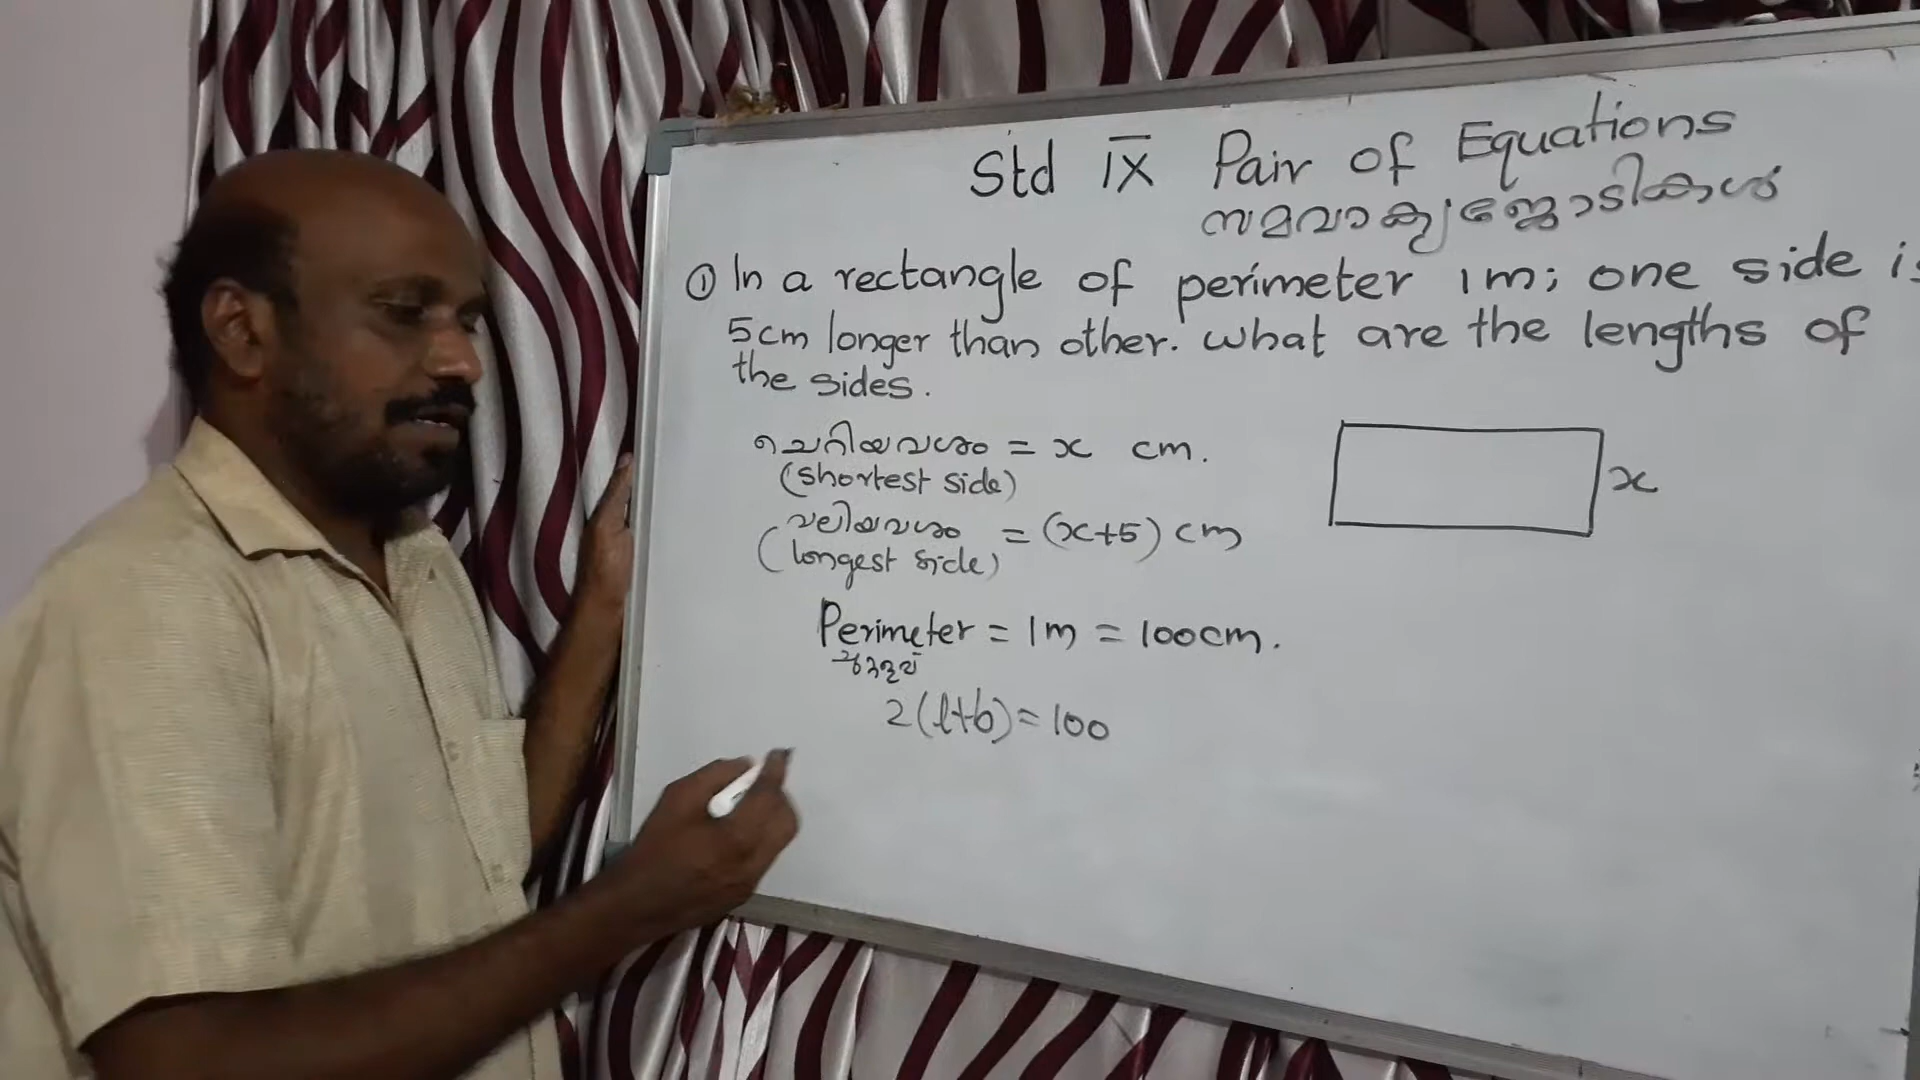 Std IX Pair of Equations
സമവാക്യജോടികൾ
① In a rectangle of perimeter 1m; one side is
5cm longer than other. what are the lengths of
the sides.
ചെറിയവശം = x cm.
(shortest side)
വലിയവശം = (x+5) cm
(longest side)
x
Perimeter = 1m = 100cm.
ചുറ്റളവ്
2(l+b) = 100